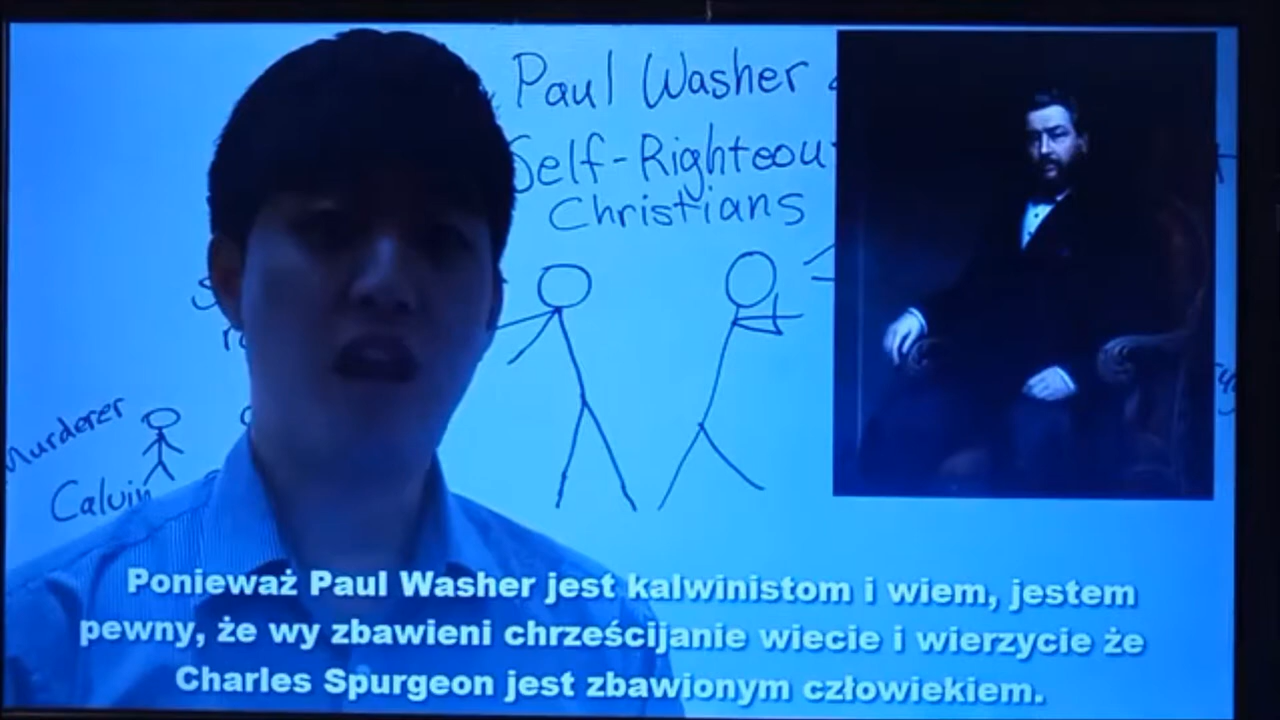 Paul Washer
Self-Righteou
Christians
Murderer
Calvin
Ponieważ Paul Washer jest kalwinistom i wiem, jestem
pewny, że wy zbawieni chrześcijanie wiecie i wierzycie że
Charles Spurgeon jest zbawionym człowiekiem.